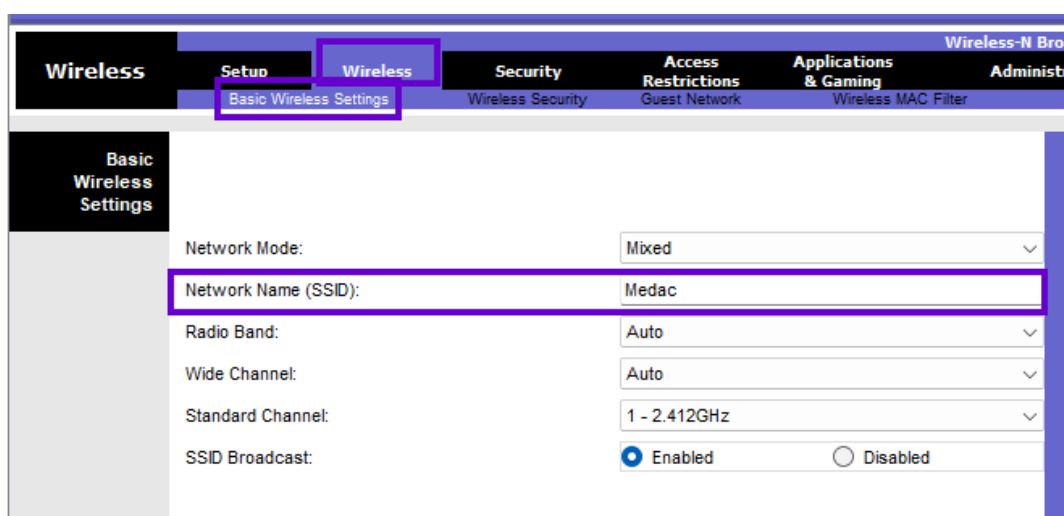 Wireless-N Bro
Wireless
Setup Wireless Security Access Restrictions Applications & Gaming Administ
Basic Wireless Settings Wireless Security Guest Network Wireless MAC Filter
Basic
Wireless
Settings
Network Mode: Mixed
Network Name (SSID): Medac
Radio Band: Auto
Wide Channel: Auto
Standard Channel: 1 - 2.412GHz
SSID Broadcast: Enabled Disabled